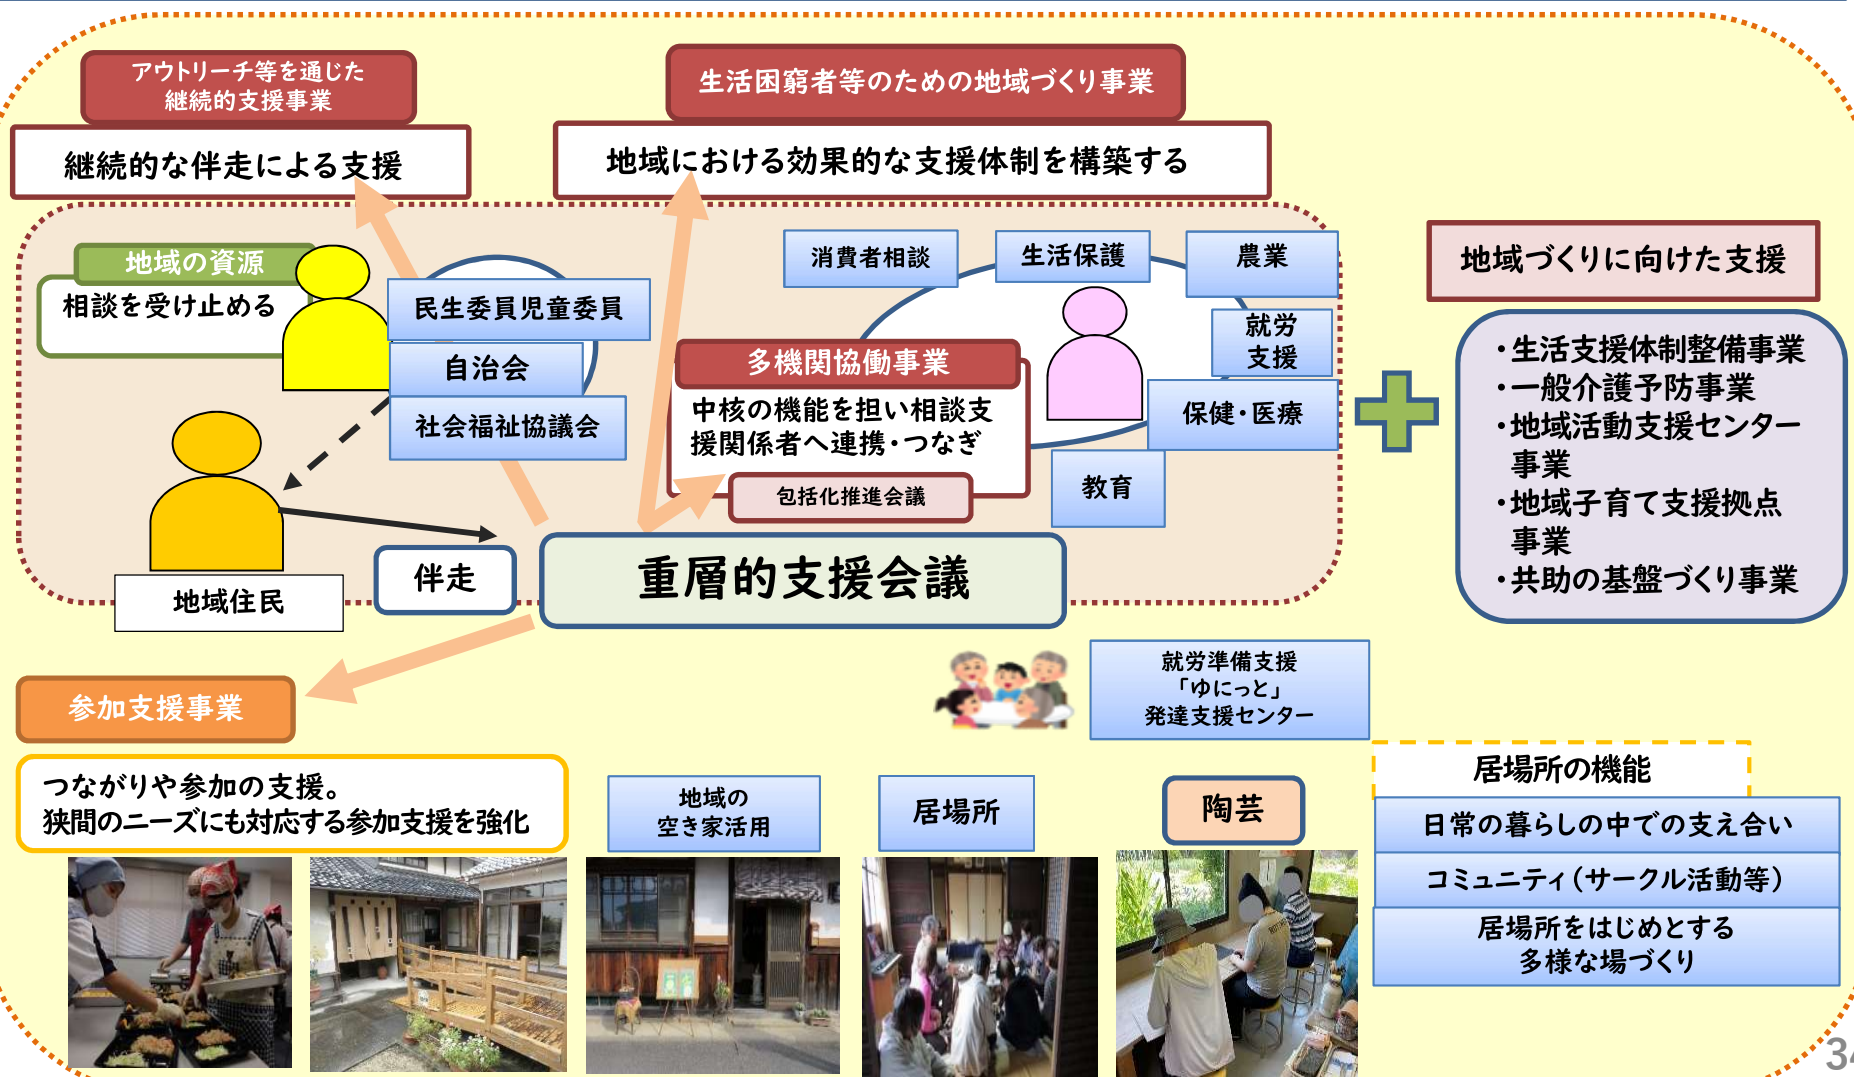 アウトリーチ等を通じた
継続的支援事業
継続的な伴走による支援
生活困窮者等のための地域づくり事業
地域における効果的な支援体制を構築する
地域の資源
相談を受け止める
民生委員児童委員
自治会
社会福祉協議会
消費者相談
生活保護
農業
就労
支援
保健・医療
教育
多機関協働事業
中核の機能を担い相談支
援関係者へ連携・つなぎ
包括化推進会議
地域づくりに向けた支援
・生活支援体制整備事業
・一般介護予防事業
・地域活動支援センター
事業
・地域子育て支援拠点
事業
・共助の基盤づくり事業
地域住民
伴走
重層的支援会議
参加支援事業
つながりや参加の支援。
狭間のニーズにも対応する参加支援を強化
就労準備支援
「ゆにっと」
発達支援センター
地域の
空き家活用
居場所
陶芸
居場所の機能
日常の暮らしの中での支え合い
コミュニティ(サークル活動等)
居場所をはじめとする
多様な場づくり
34